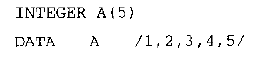 INTEGER A(5)
DATA A /1,2,3,4,5/